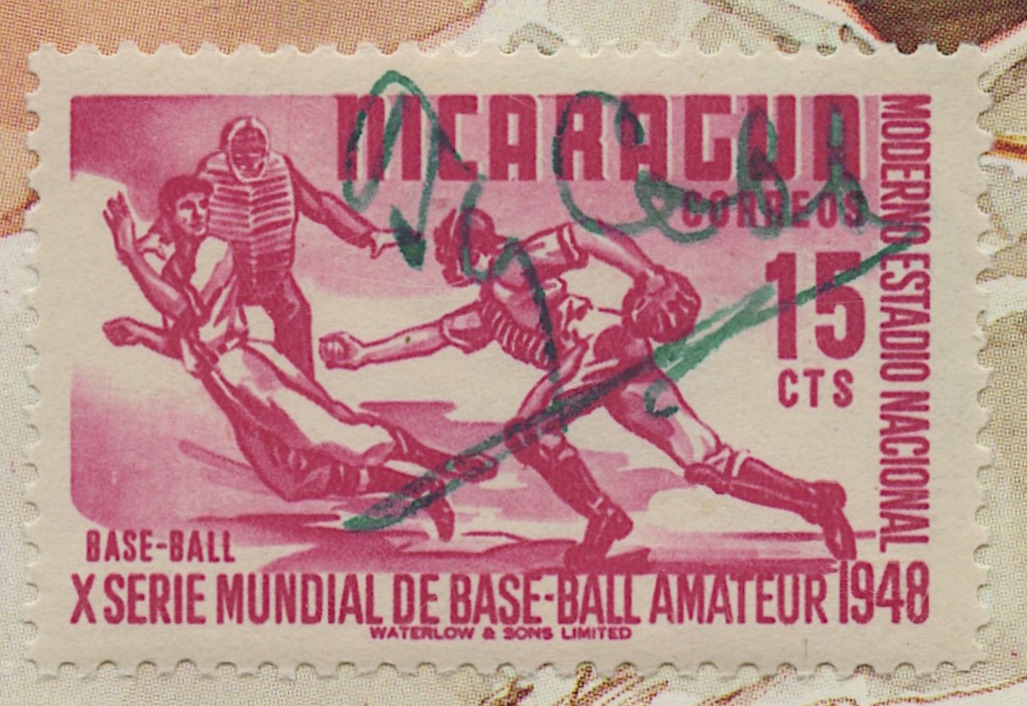 NICARAGUA
CORREOS
15
CTS
MODERNO ESTADIO NACIONAL
BASE-BALL
X SERIE MUNDIAL DE BASE-BALL AMATEUR 1948
WATERLOW & SONS LIMITED